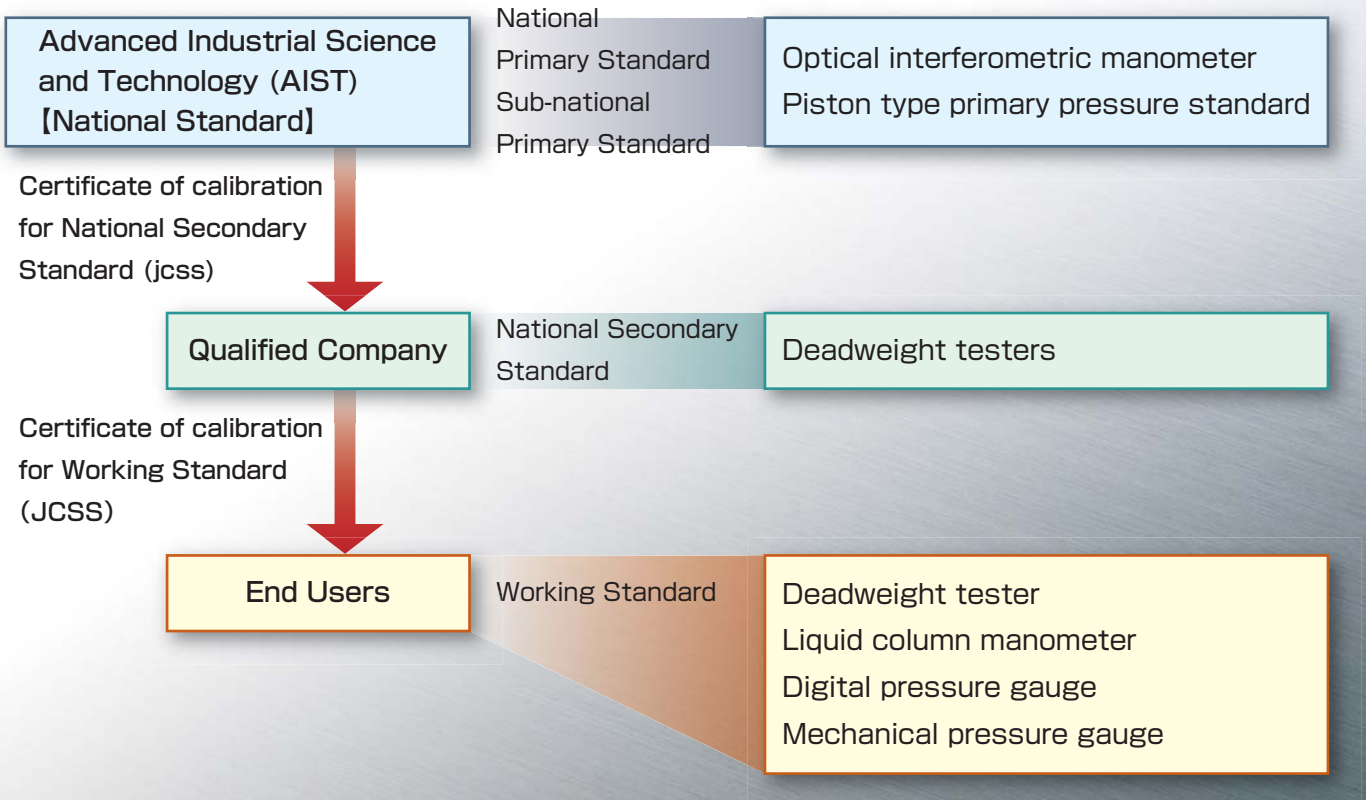 Advanced Industrial Science
and Technology (AIST)
【National Standard】
National
Primary Standard
Sub-national
Primary Standard
Optical interferometric manometer
Piston type primary pressure standard
Certificate of calibration
for National Secondary
Standard (jcss)
Qualified Company
National Secondary
Standard
Deadweight testers
Certificate of calibration
for Working Standard
(JCSS)
End Users
Working Standard
Deadweight tester
Liquid column manometer
Digital pressure gauge
Mechanical pressure gauge